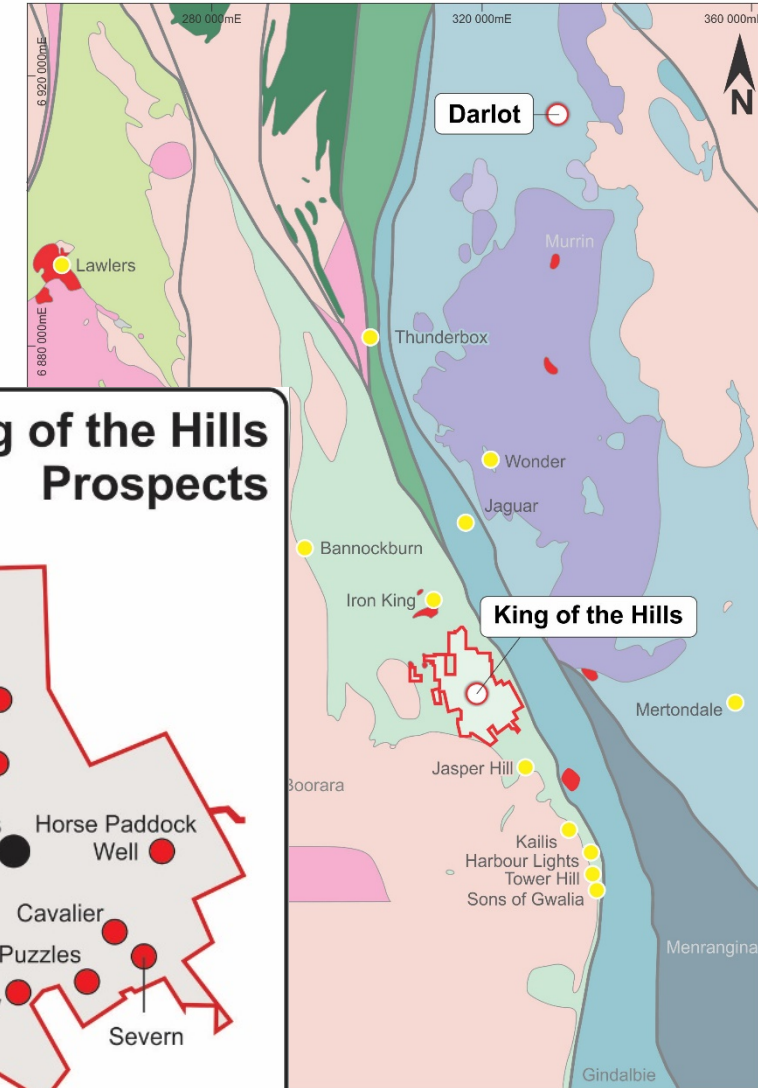 280 000mE
320 000mE
360 000mE
6 920 000mE
N
Darlot
Murrin
Lawlers
6 880 000mE
Thunderbox
g of the Hills
Prospects
Wonder
Jaguar
Bannockburn
Iron King
King of the Hills
Mertondale
Jasper Hill
Boorara
Horse Paddock
Well
Kailis
Harbour Lights
Tower Hill
Sons of Gwalia
Cavalier
Puzzles
Severn
Menrangina
Gindalbie